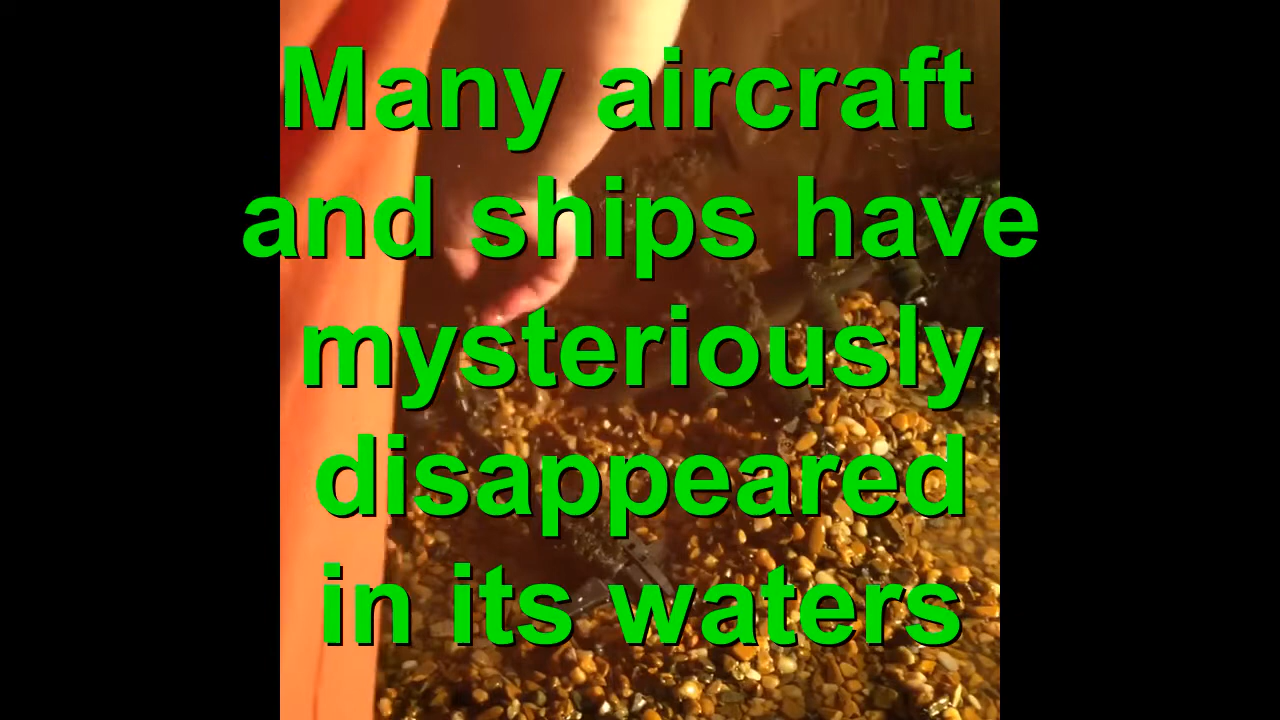 Many aircraft
and ships have
mysteriously
disappeared
in its waters